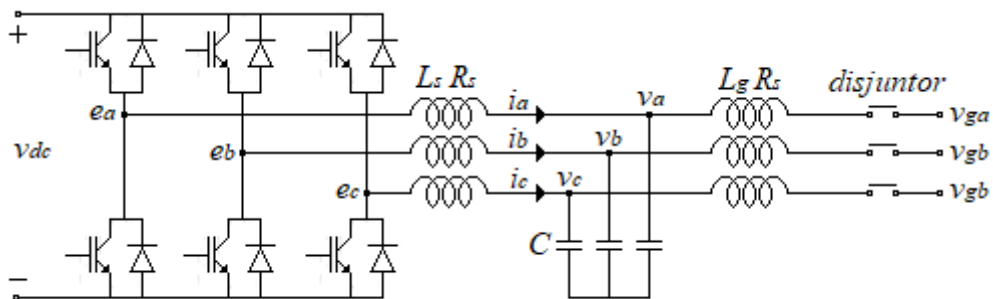 +
Ls Rs
Lg Rs
disjuntor
ea
ia
va
vga
vdc
eb
ib
vb
vgb
ec
ic
vc
vgb
C
−